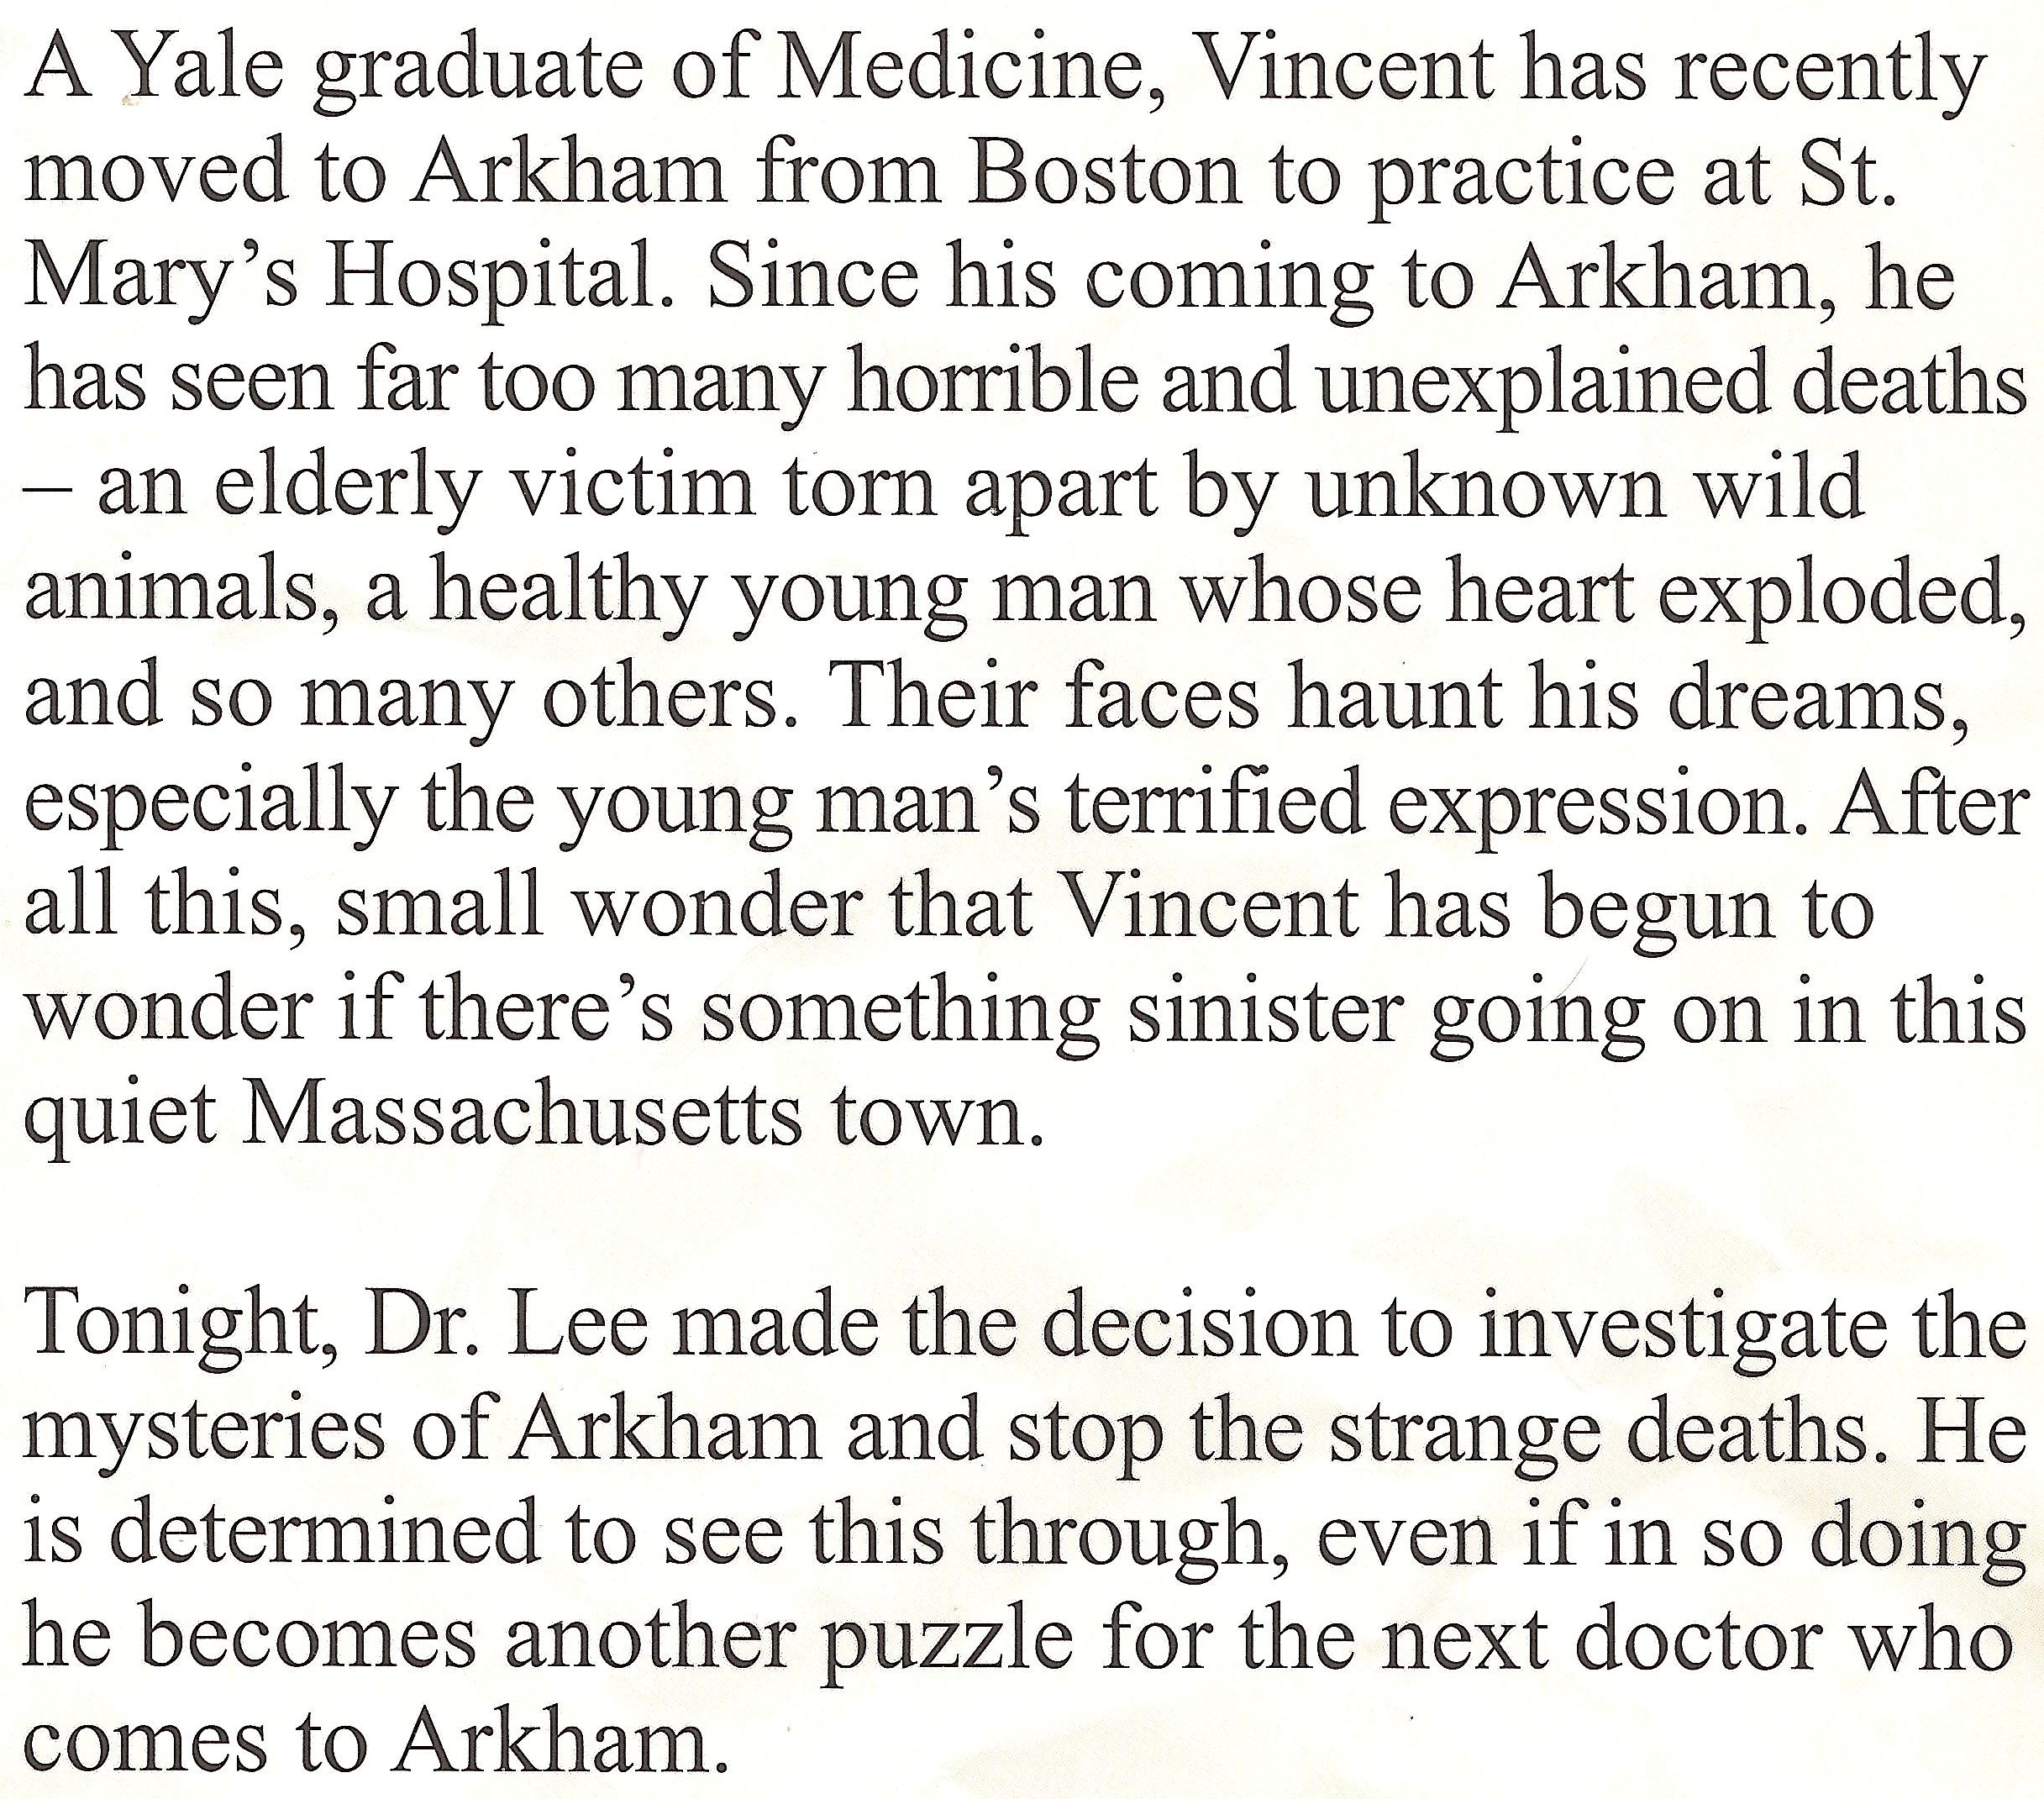 A Yale graduate of Medicine, Vincent has recently
moved to Arkham from Boston to practice at St.
Mary’s Hospital. Since his coming to Arkham, he
has seen far too many horrible and unexplained deaths
– an elderly victim torn apart by unknown wild
animals, a healthy young man whose heart exploded,
and so many others. Their faces haunt his dreams,
especially the young man’s terrified expression. After
all this, small wonder that Vincent has begun to
wonder if there’s something sinister going on in this
quiet Massachusetts town.

Tonight, Dr. Lee made the decision to investigate the
mysteries of Arkham and stop the strange deaths. He
is determined to see this through, even if in so doing
he becomes another puzzle for the next doctor who
comes to Arkham.